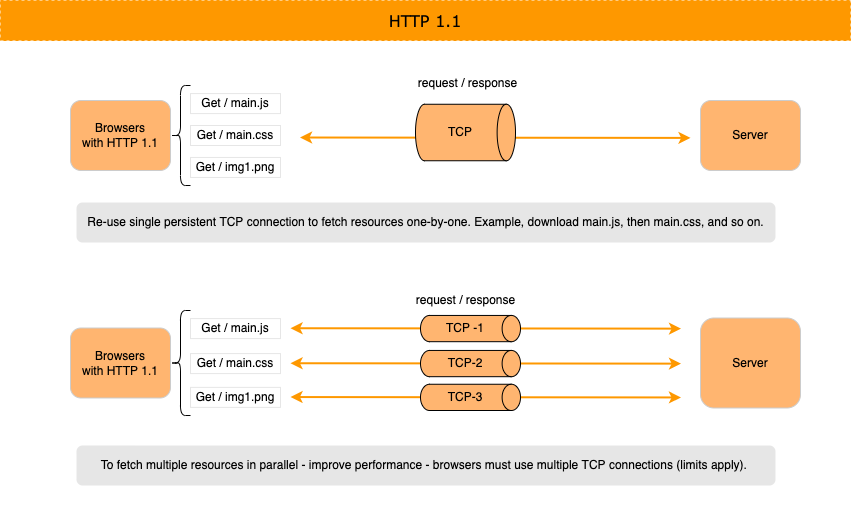 HTTP 1.1
request / response
Browsers
with HTTP 1.1
Get / main.js
Get / main.css
Get / img1.png
TCP
Server
Re-use single persistent TCP connection to fetch resources one-by-one. Example, download main.js, then main.css, and so on.
request / response
Browsers
with HTTP 1.1
Get / main.js
Get / main.css
Get / img1.png
TCP -1
TCP-2
TCP-3
Server
To fetch multiple resources in parallel - improve performance - browsers must use multiple TCP connections (limits apply).